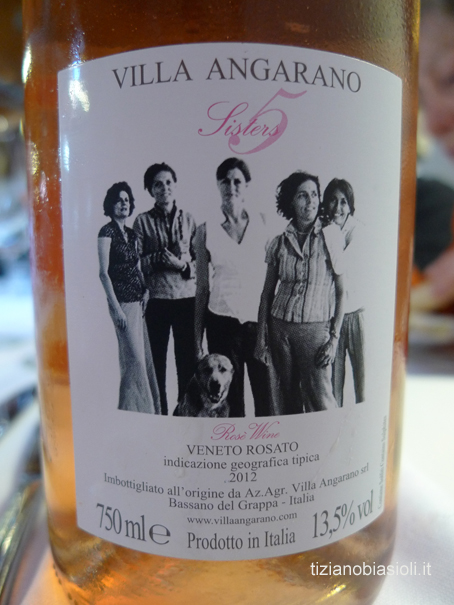 VILLA ANGARANO
5
Sisters
Rosé Wine
VENETO ROSATO
indicazione geografica tipica
2012
Imbottigliato all'origine da Az.Agr. Villa Angarano srl
Bassano del Grappa - Italia
www.villaangarano.com
750 ml e
Prodotto in Italia
13,5% vol
tizianobiasioli.it